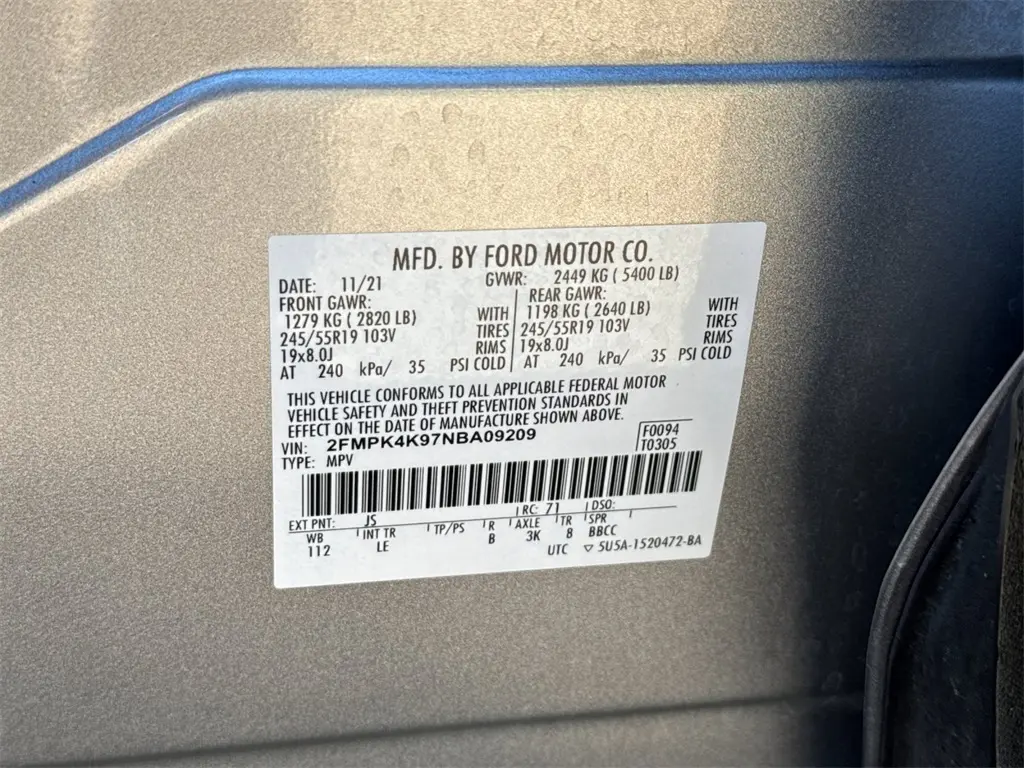 MFD. BY FORD MOTOR CO.
DATE: 11/21 GVWR: 2449 KG ( 5400 LB)
FRONT GAWR: REAR GAWR:
1279 KG ( 2820 LB) WITH 1198 KG ( 2640 LB) WITH
245/55R19 103V TIRES 245/55R19 103V TIRES
19x8.0J RIMS 19x8.0J RIMS
AT 240 kPa/ 35 PSI COLD AT 240 kPa/ 35 PSI COLD
THIS VEHICLE CONFORMS TO ALL APPLICABLE FEDERAL MOTOR
VEHICLE SAFETY AND THEFT PREVENTION STANDARDS IN
EFFECT ON THE DATE OF MANUFACTURE SHOWN ABOVE.
VIN: 2FMPK4K97NBA09209 F0094
TYPE: MPV T0305
EXT PNT: JS RC: 71 DSO:
WB INT TR TP/PS R AXLE TR SPR
112 LE B 3K 8 BBCC
UTC ▽ 5U5A-1520472-BA